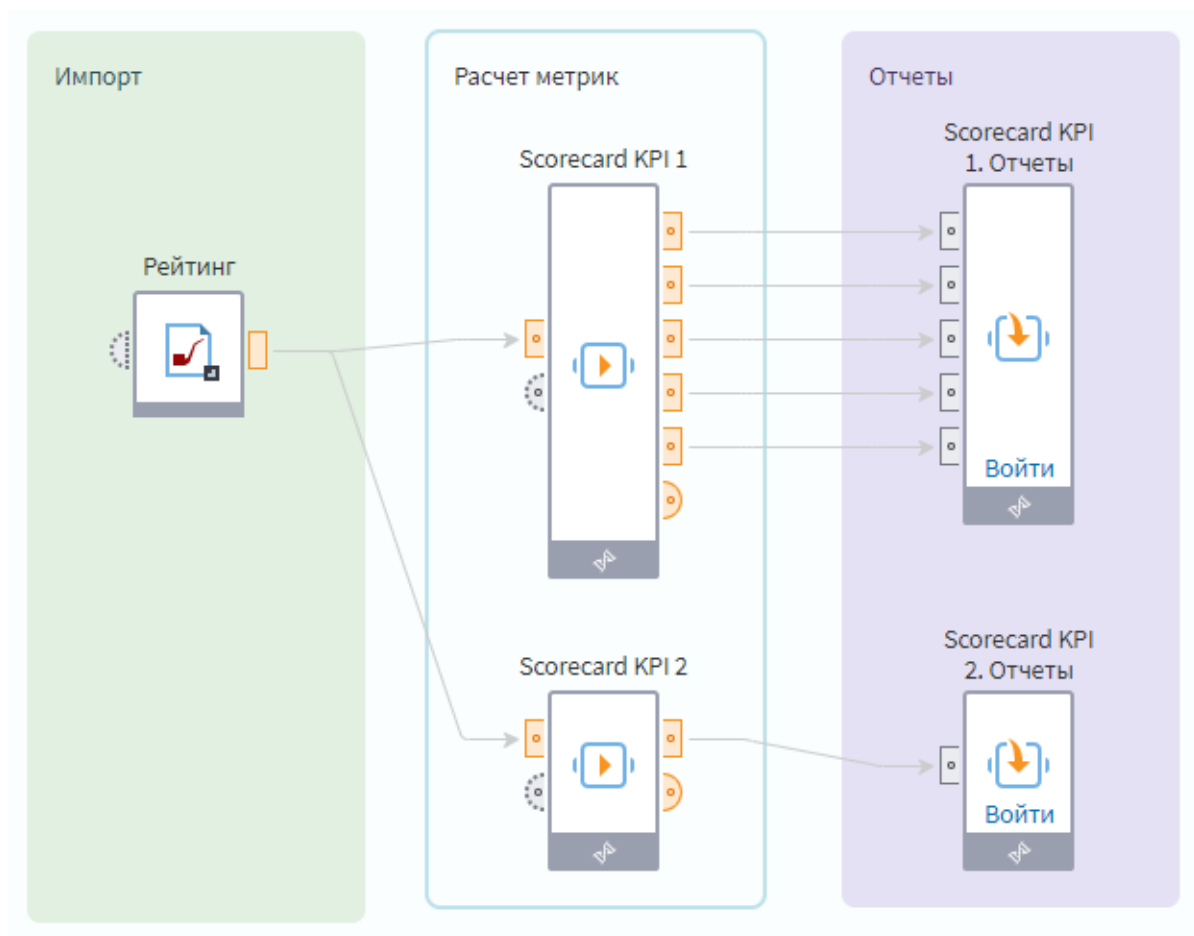 Импорт
Расчет метрик
Отчеты
Рейтинг
Scorecard KPI 1
Scorecard KPI
1. Отчеты
Войти
Scorecard KPI 2
Scorecard KPI
2. Отчеты
Войти